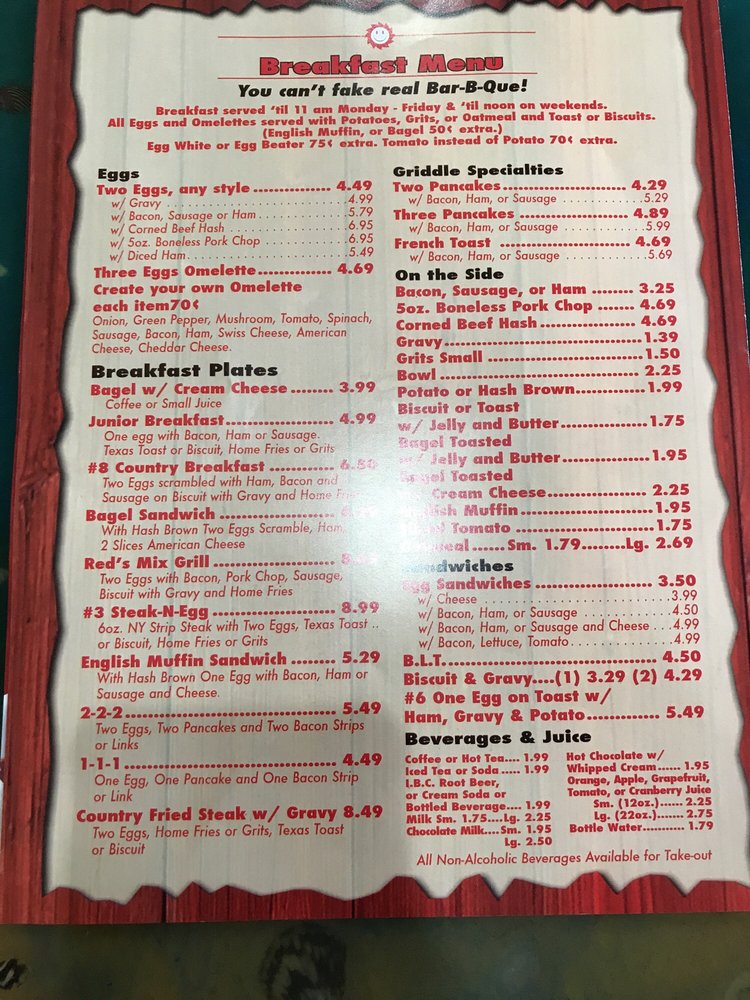 Breakfast Menu
You can't fake real Bar-B-Que!
Breakfast served 'til 11 am Monday - Friday & 'til noon on weekends.
All Eggs and Omelettes served with Potatoes, Grits, or Oatmeal and Toast or Biscuits.
(English Muffin, or Bagel 50¢ extra.)
Egg White or Egg Beater 75¢ extra. Tomato instead of Potato 70¢ extra.
Eggs
Two Eggs, any style ............... 4.49
w/ Gravy ............... 4.99
w/ Bacon, Sausage or Ham ............... 5.79
w/ Corned Beef Hash ............... 6.95
w/ 5oz. Boneless Pork Chop ............... 6.95
w/ Diced Ham ............... 5.49
Three Eggs Omelette ............... 4.69
Create your own Omelette
each item70¢
Onion, Green Pepper, Mushroom, Tomato, Spinach,
Sausage, Bacon, Ham, Swiss Cheese, American
Cheese, Cheddar Cheese.
Breakfast Plates
Bagel w/ Cream Cheese ......... 3.99
Coffee or Small Juice
Junior Breakfast ............... 4.99
One egg with Bacon, Ham or Sausage.
Texas Toast or Biscuit, Home Fries or Grits
#8 Country Breakfast ............... 6.50
Two Eggs scrambled with Ham, Bacon and
Sausage on Biscuit with Gravy and Home
Bagel Sandwich ...............
With Hash Brown Two Eggs Scramble, Ham,
2 Slices American Cheese
Red's Mix Grill ...............
Two Eggs with Bacon, Pork Chop, Sausage,
Biscuit with Gravy and Home Fries
#3 Steak-N-Egg ............... 8.99
6oz. NY Strip Steak with Two Eggs, Texas Toast ..
or Biscuit, Home Fries or Grits
English Muffin Sandwich ......... 5.29
With Hash Brown One Egg with Bacon, Ham or
Sausage and Cheese.
2-2-2 ............... 5.49
Two Eggs, Two Pancakes and Two Bacon Strips
or Links
1-1-1 ............... 4.49
One Egg, One Pancake and One Bacon Strip
or Link
Country Fried Steak w/ Gravy 8.49
Two Eggs, Home Fries or Grits, Texas Toast
or Biscuit
Griddle Specialties
Two Pancakes ............... 4.29
w/ Bacon, Ham, or Sausage ............... 5.29
Three Pancakes ............... 4.89
w/ Bacon, Ham, or Sausage ............... 5.99
French Toast ............... 4.69
w/ Bacon, Ham, or Sausage ............... 5.69
On the Side
Bacon, Sausage, or Ham ........ 3.25
5oz. Boneless Pork Chop ...... 4.69
Corned Beef Hash ............... 4.69
Gravy ............... 1.39
Grits Small ............... 1.50
Bowl ............... 2.25
Potato or Hash Brown ............... 1.99
Biscuit or Toast
w/ Jelly and Butter ............... 1.75
Bagel Toasted
w/ Jelly and Butter ............... 1.95
Bagel Toasted
Cream Cheese ............... 2.25
English Muffin ............... 1.95
Tomato ............... 1.75
Sm. 1.79.........Lg. 2.69
Sandwiches
Egg Sandwiches ............... 3.50
w/ Cheese ............... 3.99
w/ Bacon, Ham, or Sausage ............... 4.50
w/ Bacon, Ham, or Sausage and Cheese ... 4.99
w/ Bacon, Lettuce, Tomato ............... 4.99
B.L.T. ............... 4.50
Biscuit & Gravy....(1) 3.29 (2) 4.29
#6 One Egg on Toast w/
Ham, Gravy & Potato ............... 5.49
Beverages & Juice
Coffee or Hot Tea.... 1.99
Iced Tea or Soda ..... 1.99
I.B.C. Root Beer,
or Cream Soda or
Bottled Beverage.... 1.99
Milk Sm. 1.75....Lg. 2.25
Chocolate Milk....Sm. 1.95
Lg. 2.50
Hot Chocolate w/
Whipped Cream...... 1.95
Orange, Apple, Grapefruit,
Tomato, or Cranberry Juice
Sm. (12oz.)...... 2.25
Lg. (22oz.)....... 2.75
Bottle Water........... 1.79
All Non-Alcoholic Beverages Available for Take-out